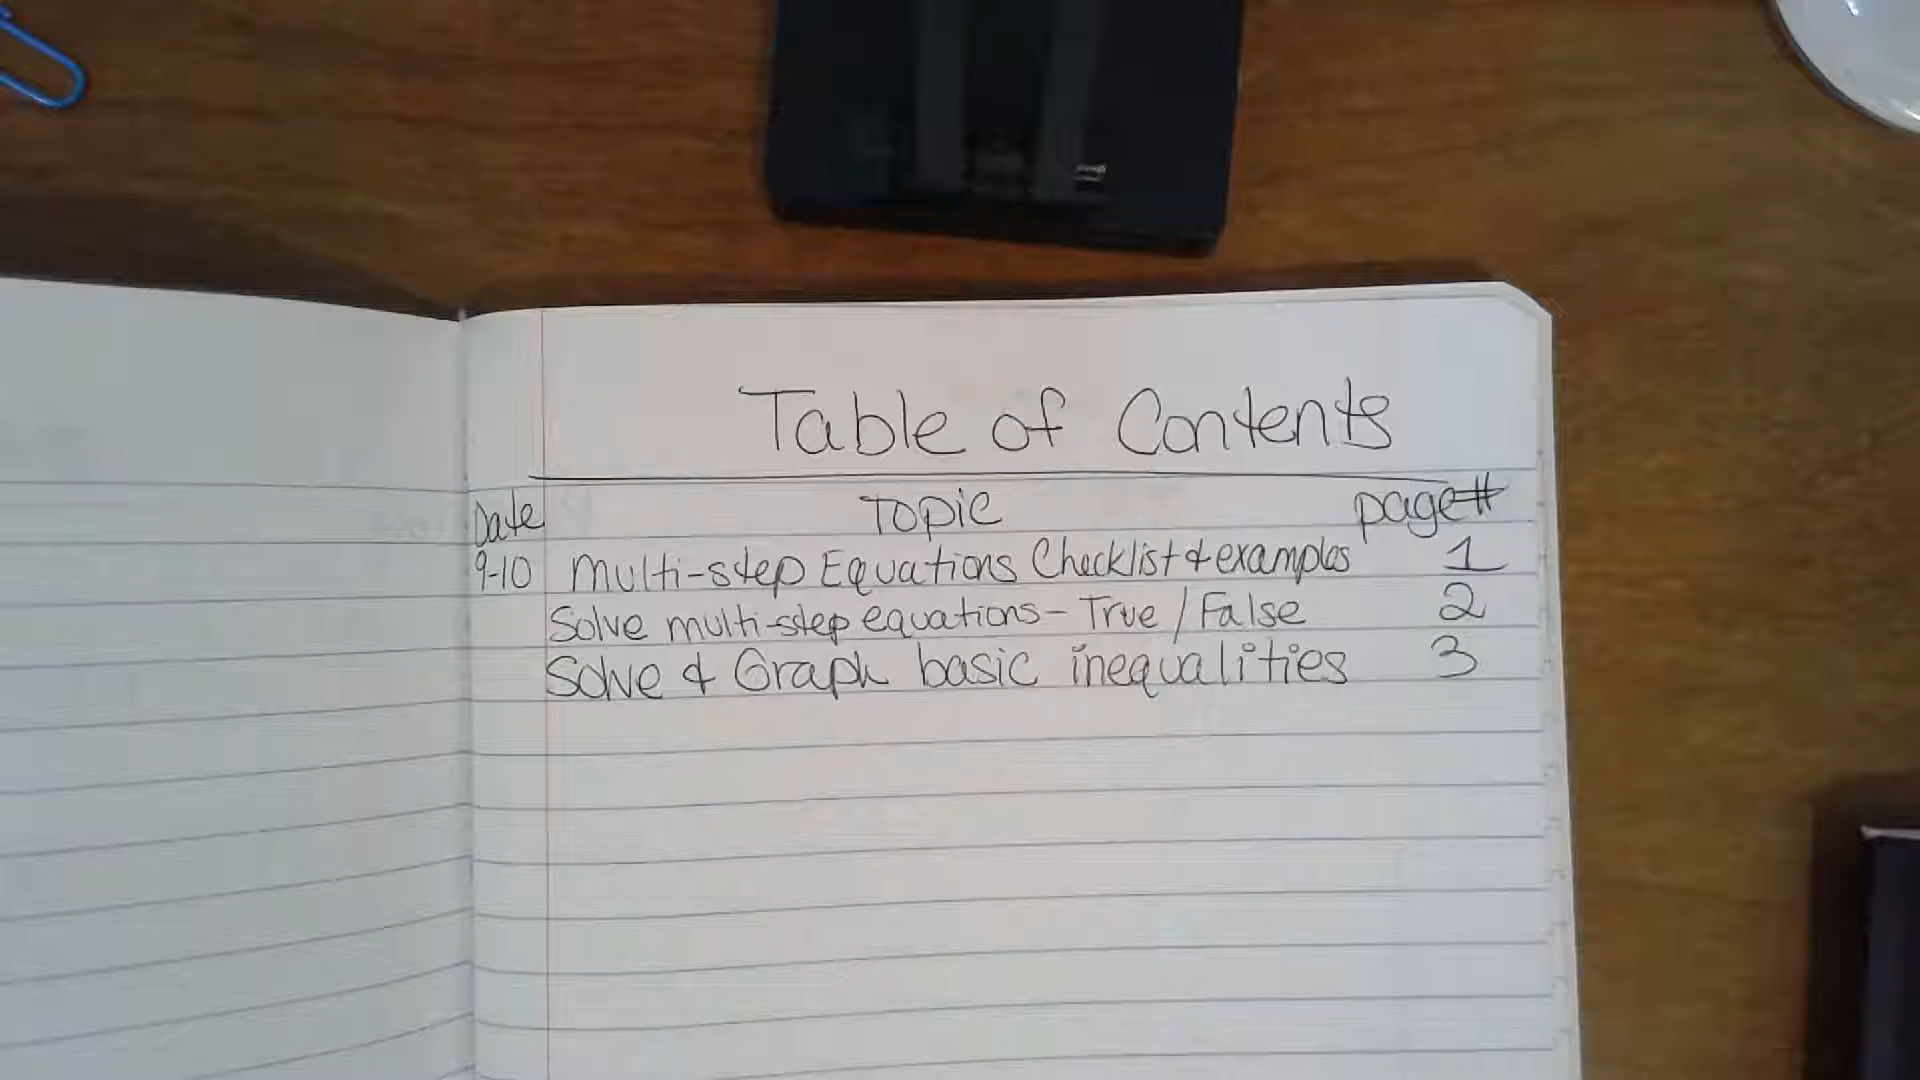 Table of Contents
Date Topic page#
9-10 Multi-step Equations Checklist & examples 1
Solve multi-step equations - True / False 2
Solve & Graph basic inequalities 3